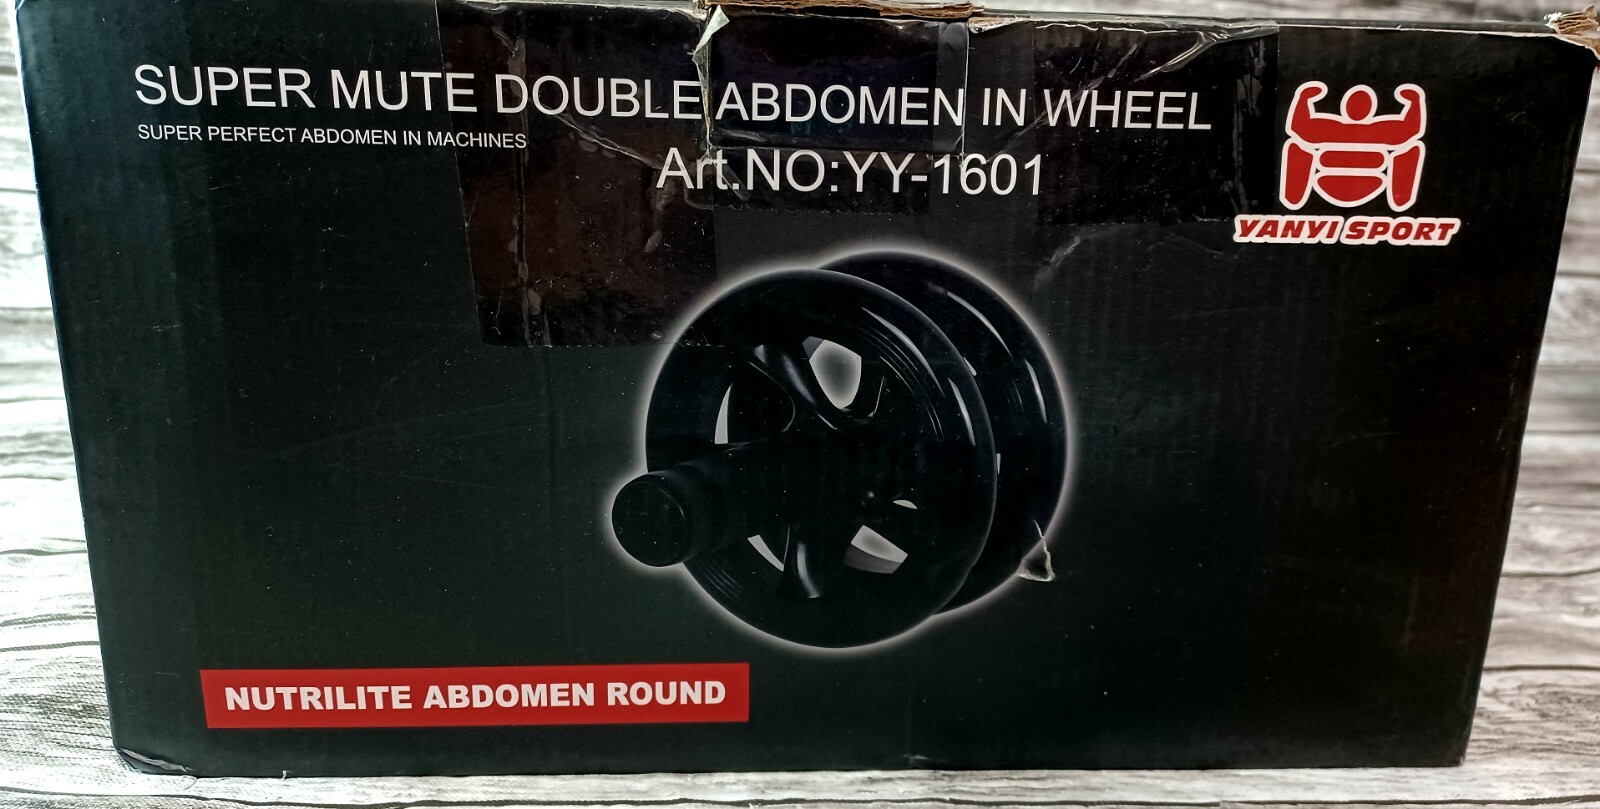 SUPER MUTE DOUBLE ABDOMEN IN WHEEL
SUPER PERFECT ABDOMEN IN MACHINES
Art.NO:YY-1601
YANYI SPORT
NUTRILITE ABDOMEN ROUND